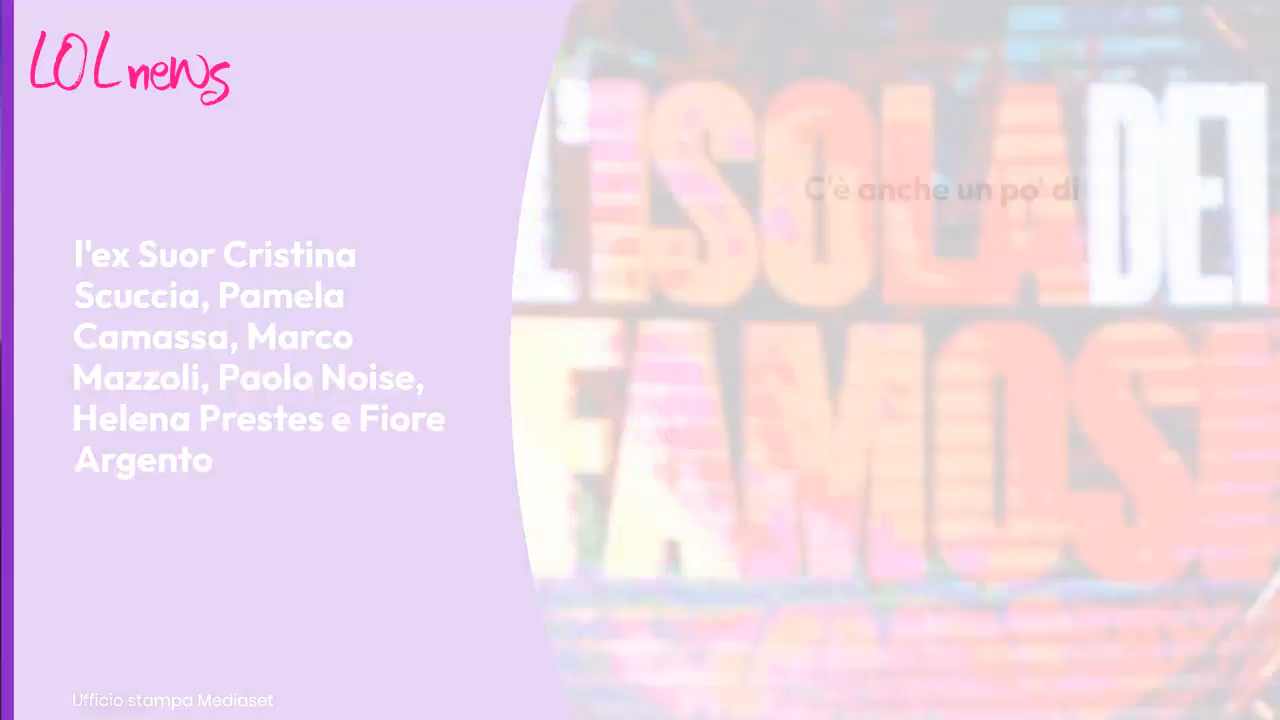 LOL news
l'ex Suor Cristina
Scuccia, Pamela
Camassa, Marco
Mazzoli, Paolo Noise,
Helena Prestes e Fiore
Argento
Ufficio stampa Mediaset
C'è anche un po' di
L'ISOLA DEI
FAMOSI